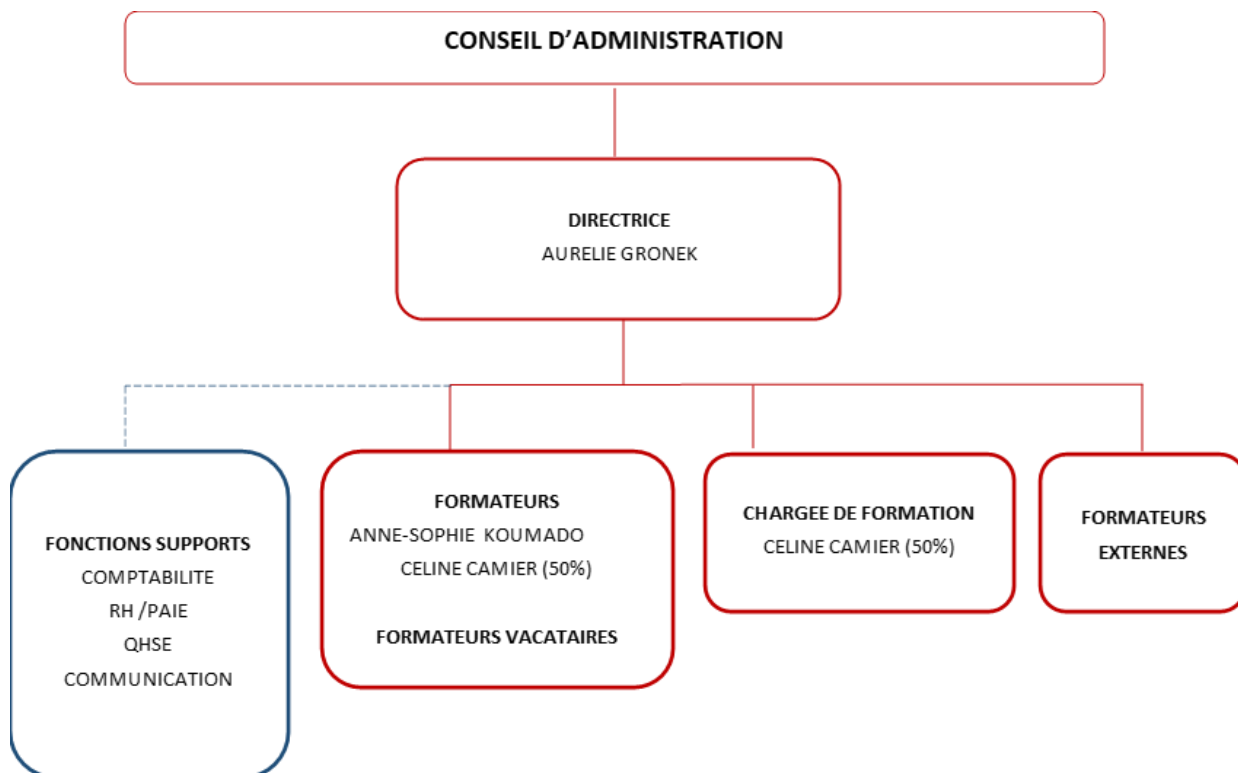 CONSEIL D’ADMINISTRATION
DIRECTRICE
AURELIE GRONEK
FONCTIONS SUPPORTS
COMPTABILITE
RH /PAIE
QHSE
COMMUNICATION
FORMATEURS
ANNE-SOPHIE KOUMADO
CELINE CAMIER (50%)
FORMATEURS VACATAIRES
CHARGEE DE FORMATION
CELINE CAMIER (50%)
FORMATEURS
EXTERNES